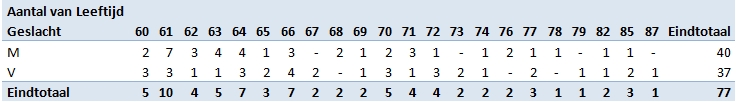 Aantal van Leeftijd
Geslacht 60 61 62 63 64 65 66 67 68 69 70 71 72 73 74 76 77 78 79 82 85 87 Eindtotaal
M 2 7 3 4 4 1 3 - 2 1 2 3 1 - 1 2 1 1 - 1 1 - 40
V 3 3 1 1 3 2 4 2 - 1 3 1 3 2 1 - 2 - 1 1 2 1 37
Eindtotaal 5 10 4 5 7 3 7 2 2 2 5 4 4 2 2 2 3 1 1 2 3 1 77